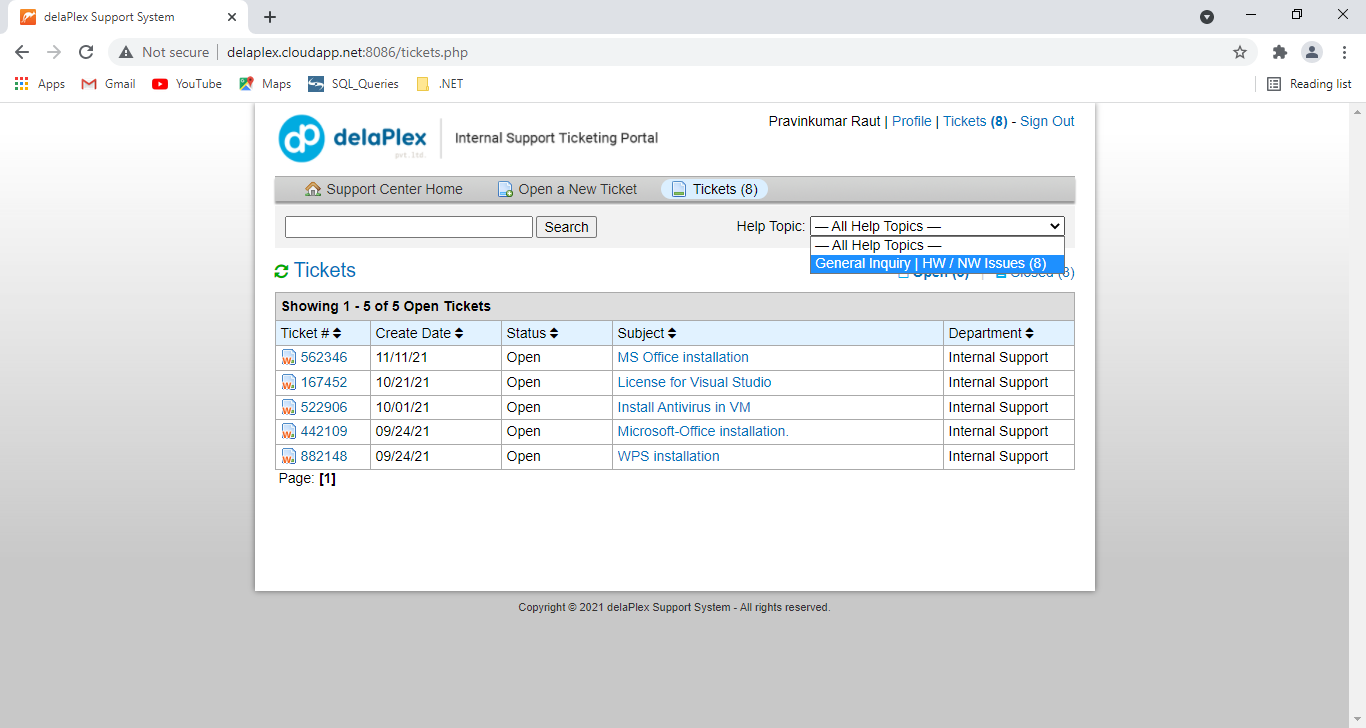 delaPlex Support System
Not secure delaplex.cloudapp.net:8086/tickets.php
Apps Gmail YouTube Maps SQL_Queries .NET Reading list
dp delaPlex pvt.ltd. Internal Support Ticketing Portal
Pravinkumar Raut | Profile | Tickets (8) - Sign Out
Support Center Home Open a New Ticket Tickets (8)
Search Help Topic: — All Help Topics —
— All Help Topics —
General Inquiry | HW / NW Issues (8)
Tickets
Showing 1 - 5 of 5 Open Tickets
Ticket # Create Date Status Subject Department
562346 11/11/21 Open MS Office installation Internal Support
167452 10/21/21 Open License for Visual Studio Internal Support
522906 10/01/21 Open Install Antivirus in VM Internal Support
442109 09/24/21 Open Microsoft-Office installation. Internal Support
882148 09/24/21 Open WPS installation Internal Support
Page: [1]
Copyright © 2021 delaPlex Support System - All rights reserved.